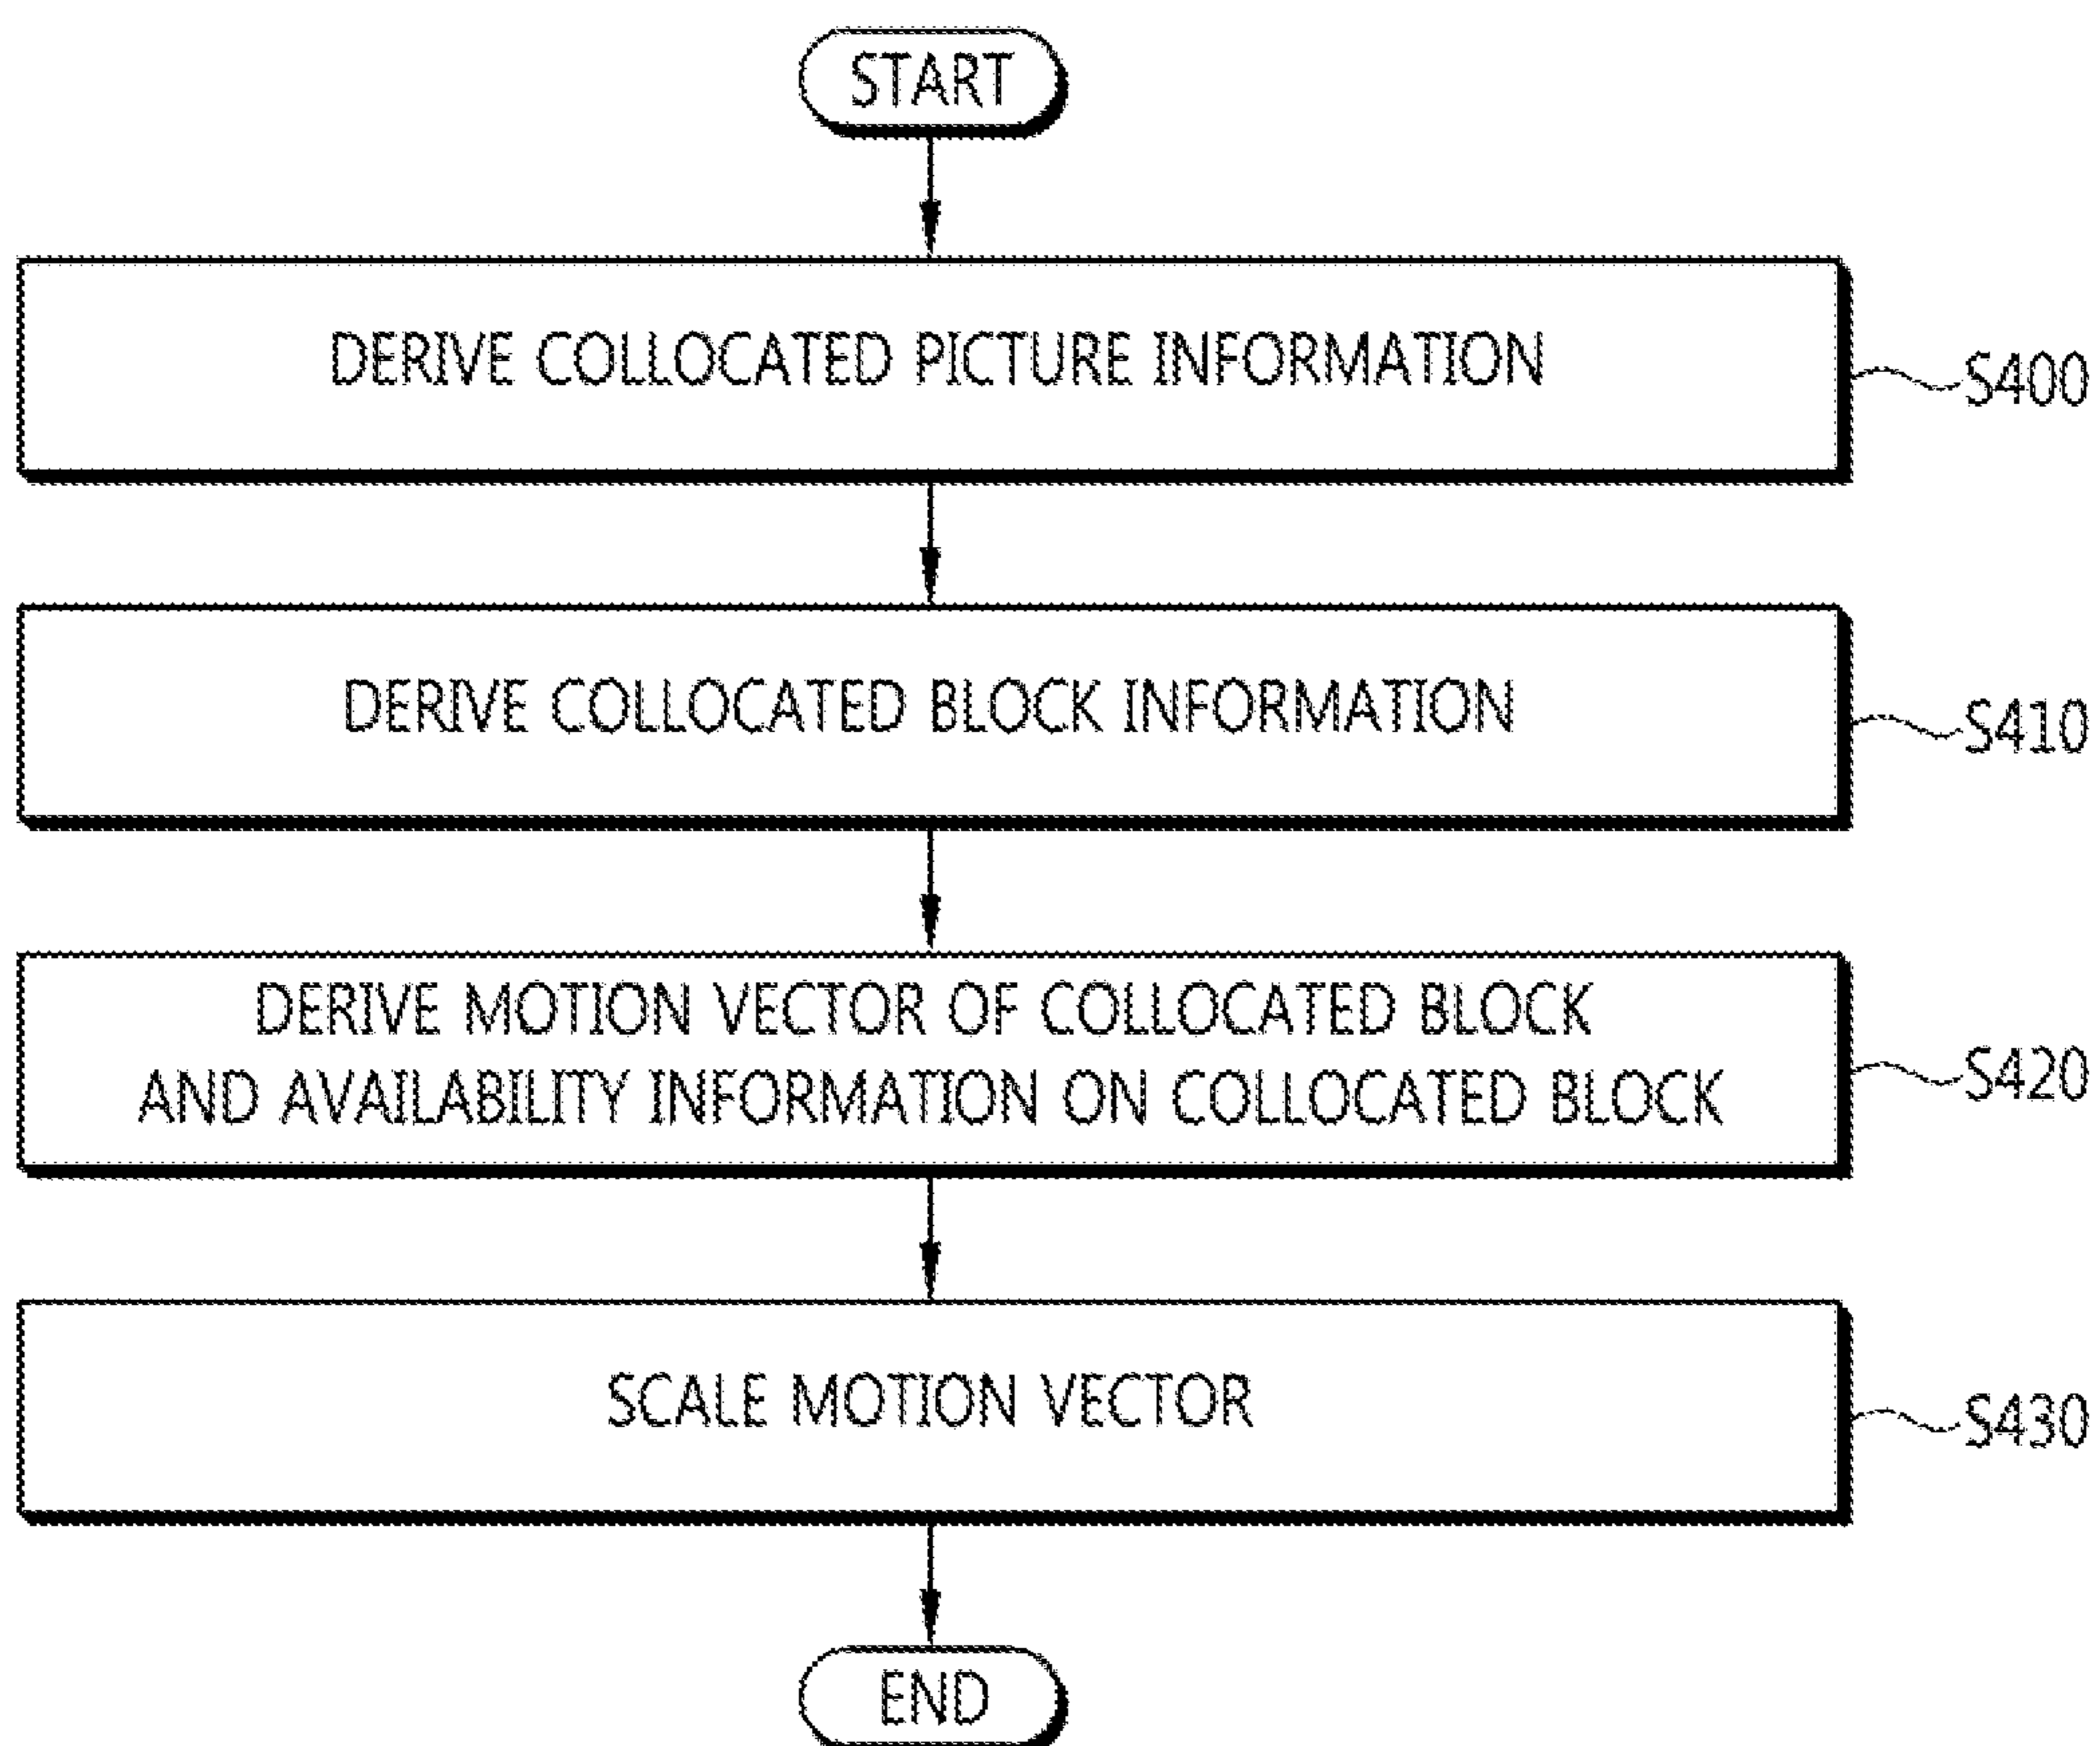 START
DERIVE COLLOCATED PICTURE INFORMATION
S400
DERIVE COLLOCATED BLOCK INFORMATION
S410
DERIVE MOTION VECTOR OF COLLOCATED BLOCK
AND AVAILABILITY INFORMATION ON COLLOCATED BLOCK
S420
SCALE MOTION VECTOR
S430
END